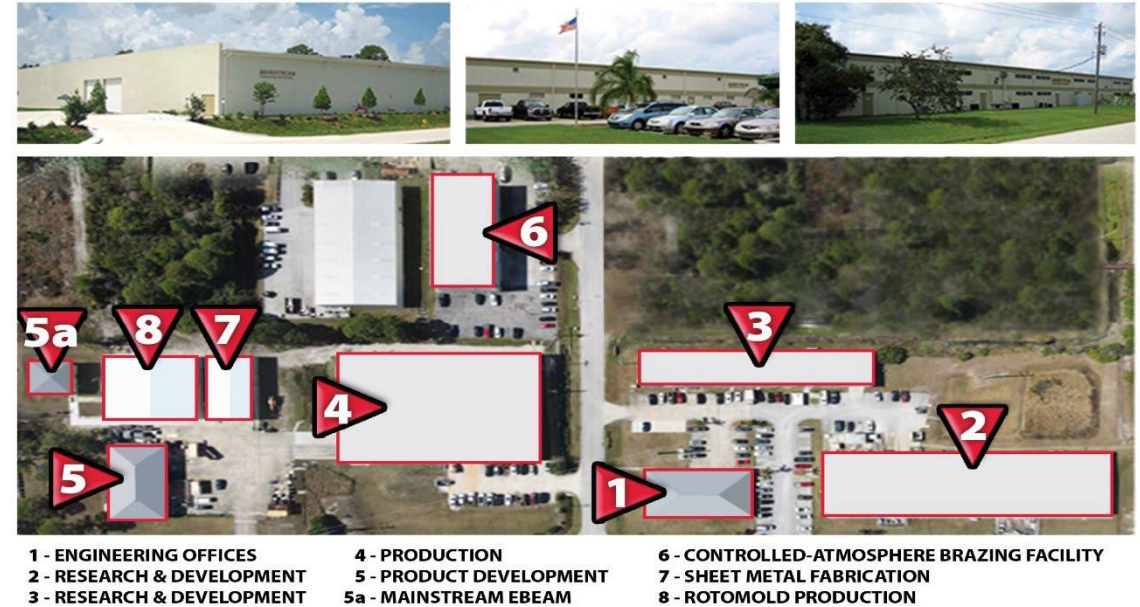 MAINSTREAM
6
5a
8
7
3
4
2
5
1
1 - ENGINEERING OFFICES
2 - RESEARCH & DEVELOPMENT
3 - RESEARCH & DEVELOPMENT
4 - PRODUCTION
5 - PRODUCT DEVELOPMENT
5a - MAINSTREAM EBEAM
6 - CONTROLLED-ATMOSPHERE BRAZING FACILITY
7 - SHEET METAL FABRICATION
8 - ROTOMOLD PRODUCTION